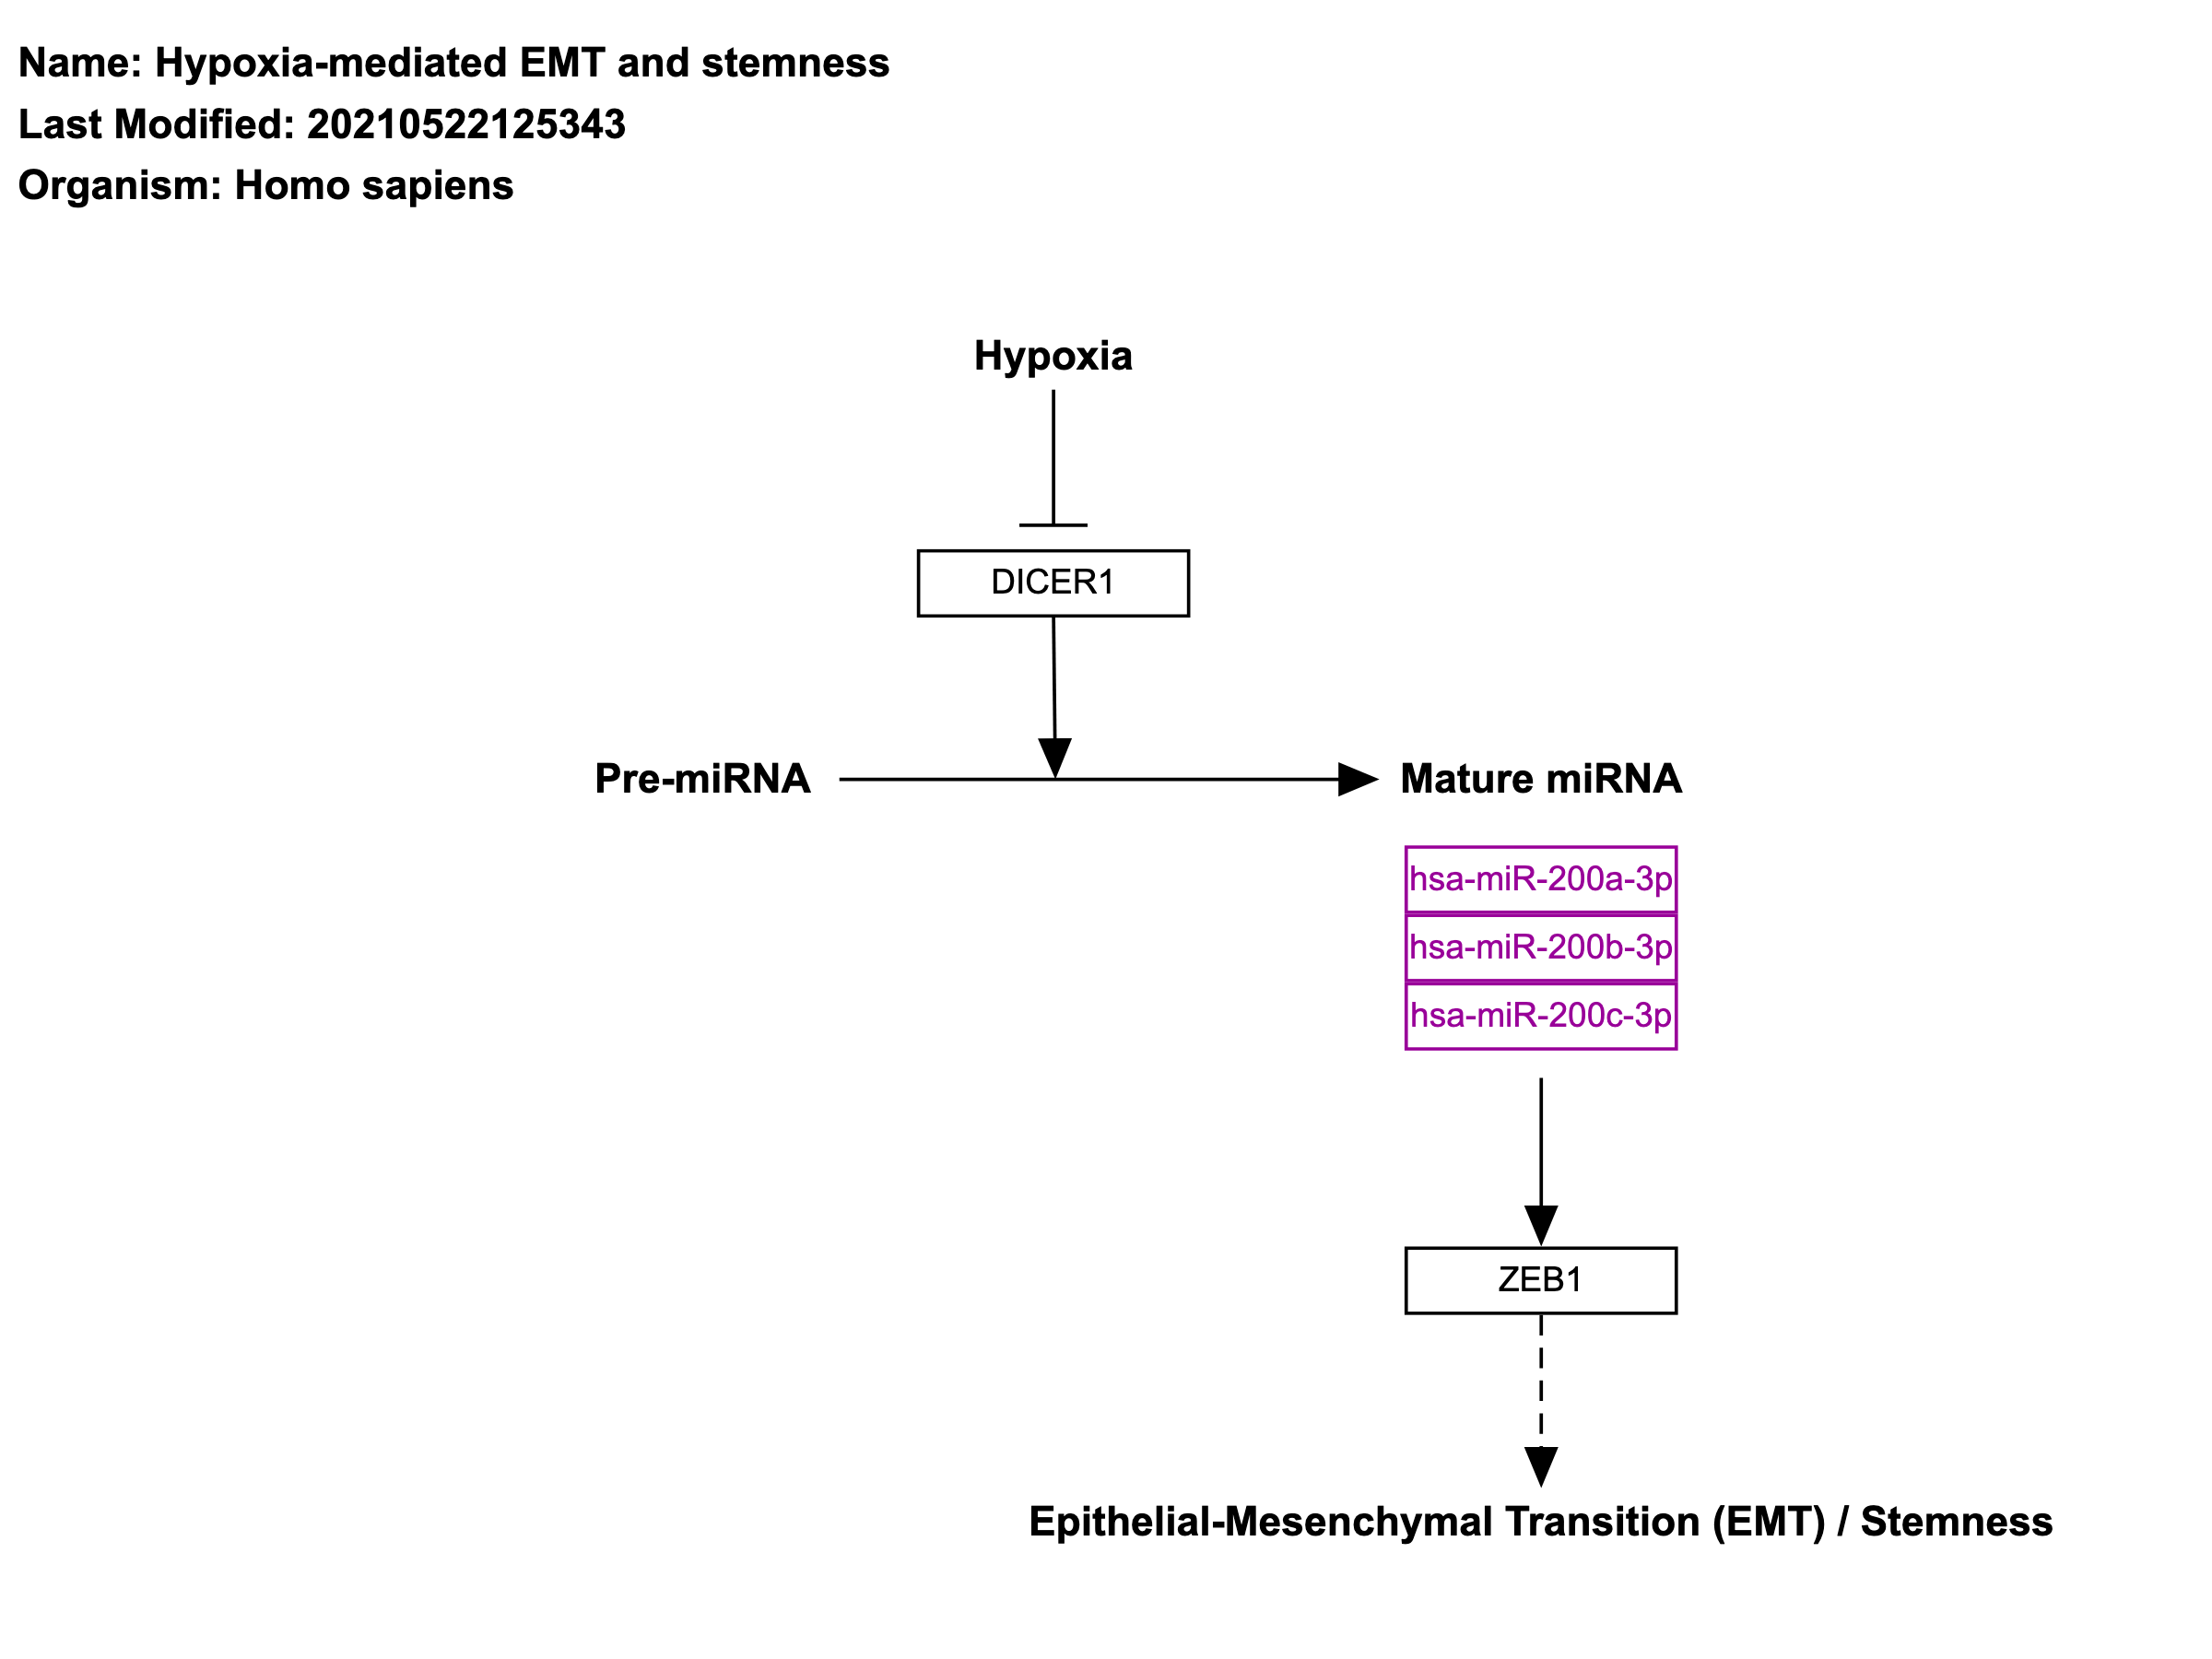 Name: Hypoxia-mediated EMT and stemness
Last Modified: 20210522125343
Organism: Homo sapiens
Hypoxia
DICER1
Pre-miRNA
Mature miRNA
hsa-miR-200a-3p
hsa-miR-200b-3p
hsa-miR-200c-3p
ZEB1
Epithelial-Mesenchymal Transition (EMT) / Stemness